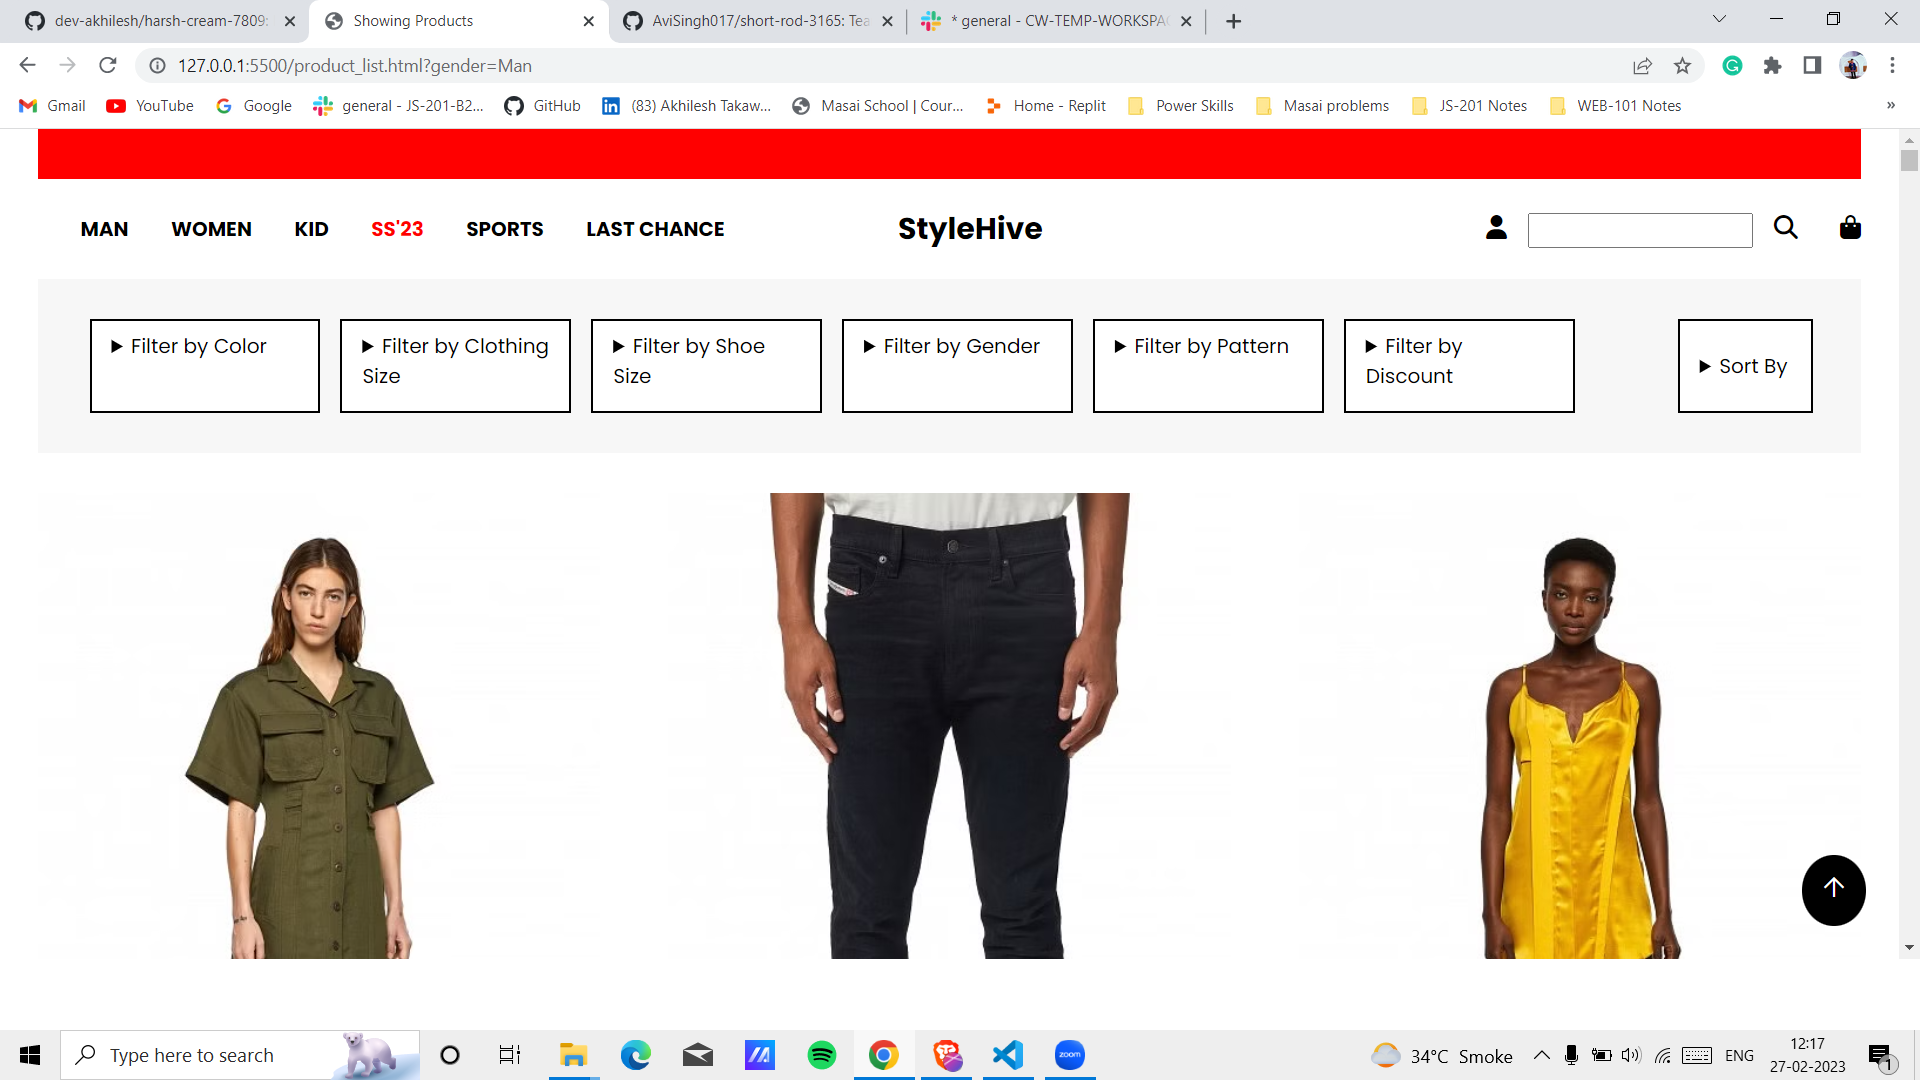 dev-akhilesh/harsh-cream-7809:
Showing Products
AviSingh017/short-rod-3165: Tea
* general - CW-TEMP-WORKSPA
127.0.0.1:5500/product_list.html?gender=Man
Gmail
YouTube
Google
general - JS-201-B2...
GitHub
(83) Akhilesh Takaw...
Masai School | Cour...
Home - Replit
Power Skills
Masai problems
JS-201 Notes
WEB-101 Notes
»
MAN
WOMEN
KID
SS'23
SPORTS
LAST CHANCE
StyleHive
Filter by Color
Filter by Clothing
Size
Filter by Shoe
Size
Filter by Gender
Filter by Pattern
Filter by
Discount
Sort By
Type here to search
zoom
34°C Smoke
ENG
12:17
27-02-2023
1